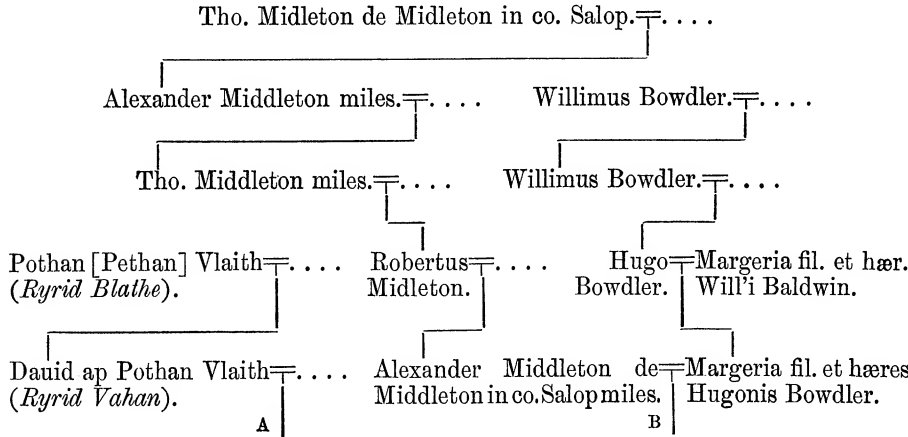 Tho. Midleton de Midleton in co. Salop.=. . . .
Alexander Middleton miles.=. . . . Willimus Bowdler.=. . . .
Tho. Middleton miles.=. . . . Willimus Bowdler.=. . . .
Pothan [Pethan] Vlaith=. . . . Robertus=. . . . Hugo=Margeria fil. et hær.
(Ryrid Blathe). Midleton. Bowdler. Will'i Baldwin.
Dauid ap Pothan Vlaith=. . . . Alexander Middleton de=Margeria fil. et hæres
(Ryrid Vahan). Middleton in co. Salop miles. Hugonis Bowdler.
A B